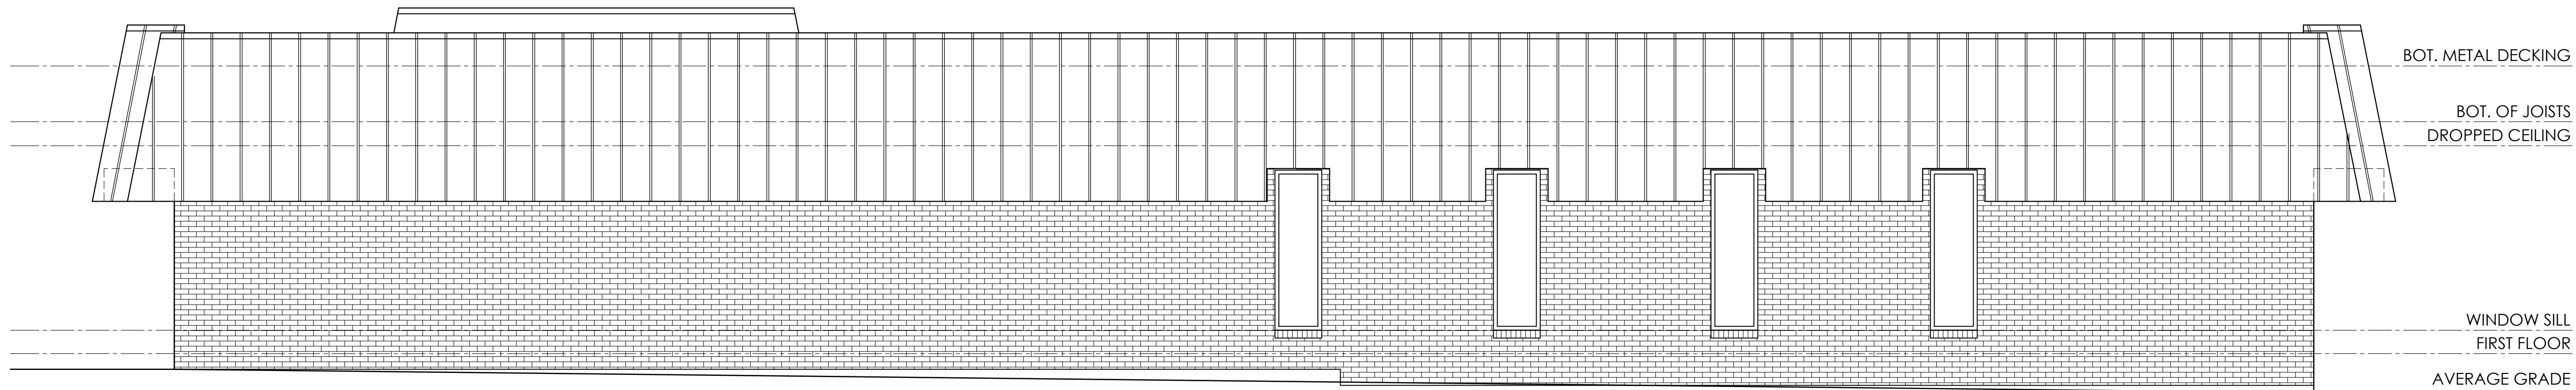 BOT. METAL DECKING
BOT. OF JOISTS
DROPPED CEILING
WINDOW SILL
FIRST FLOOR
AVERAGE GRADE